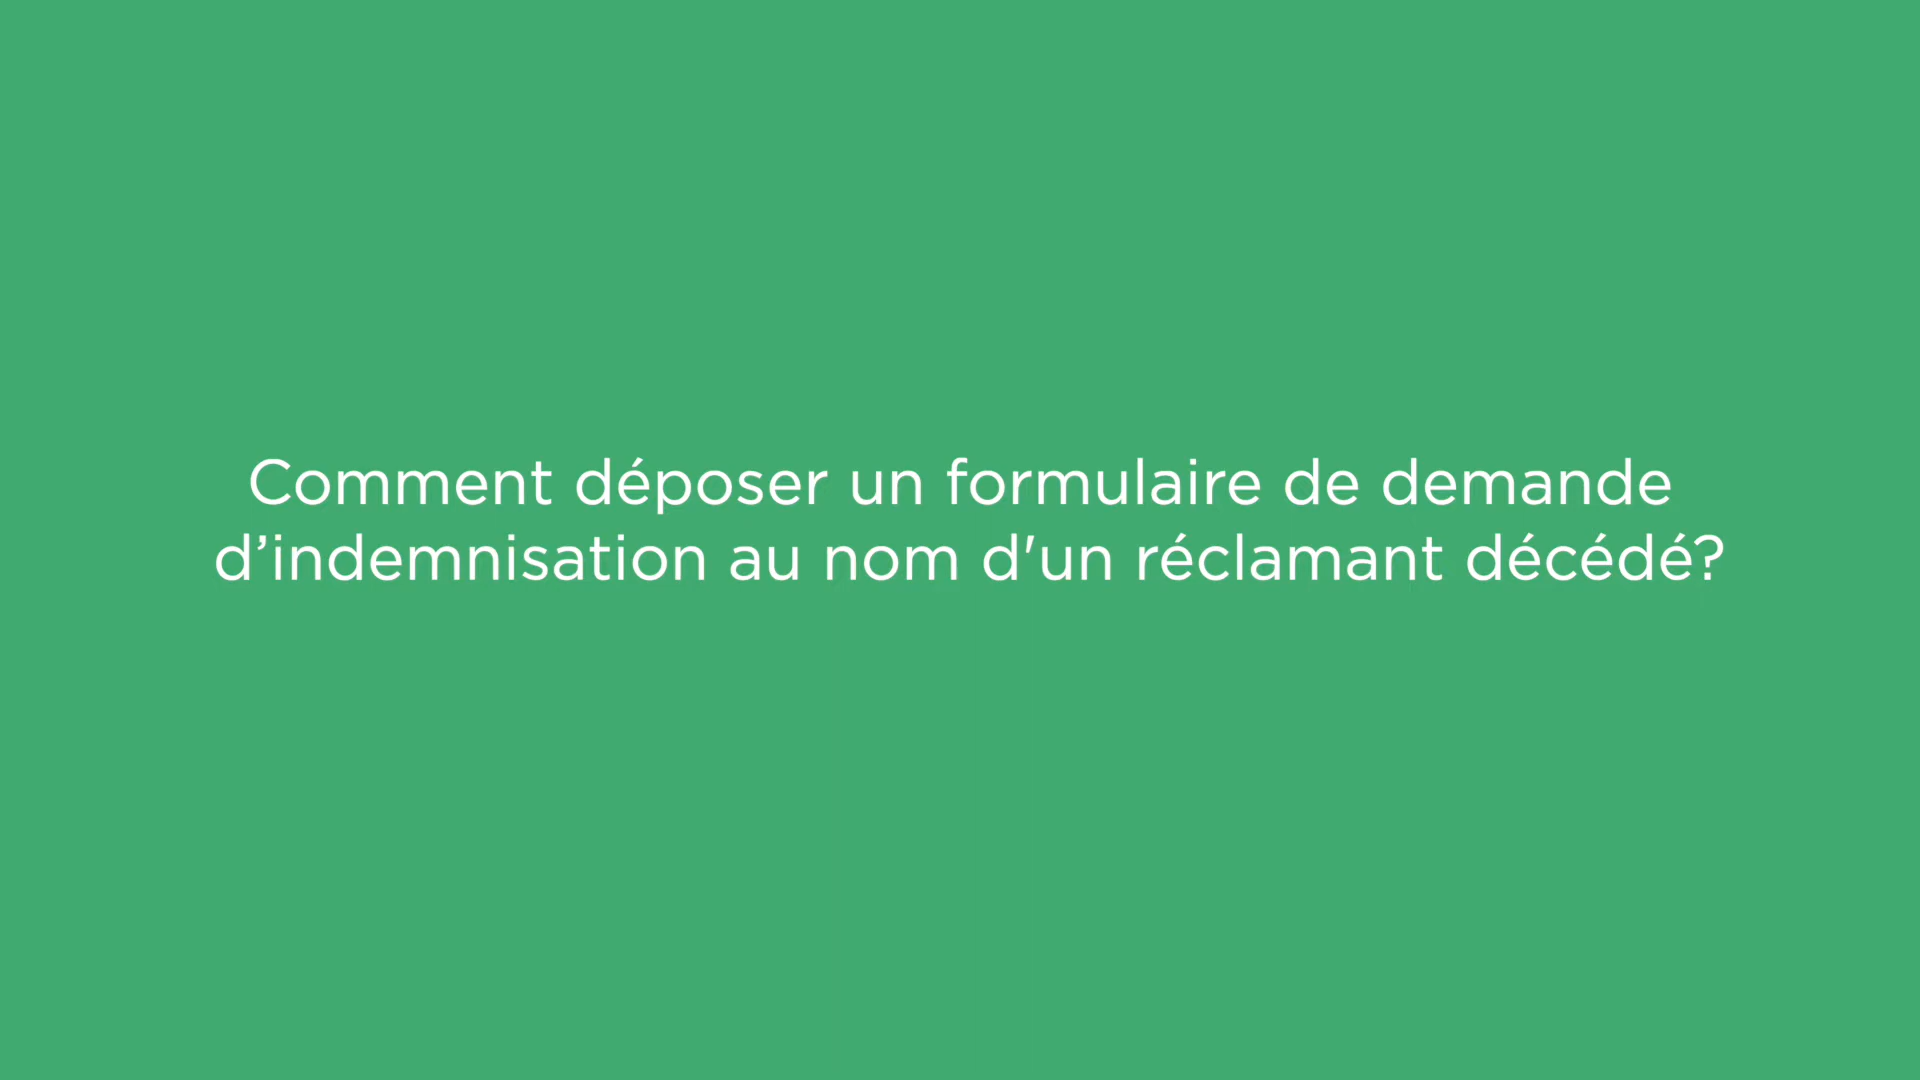 Comment déposer un formulaire de demande
d’indemnisation au nom d'un réclamant décédé?